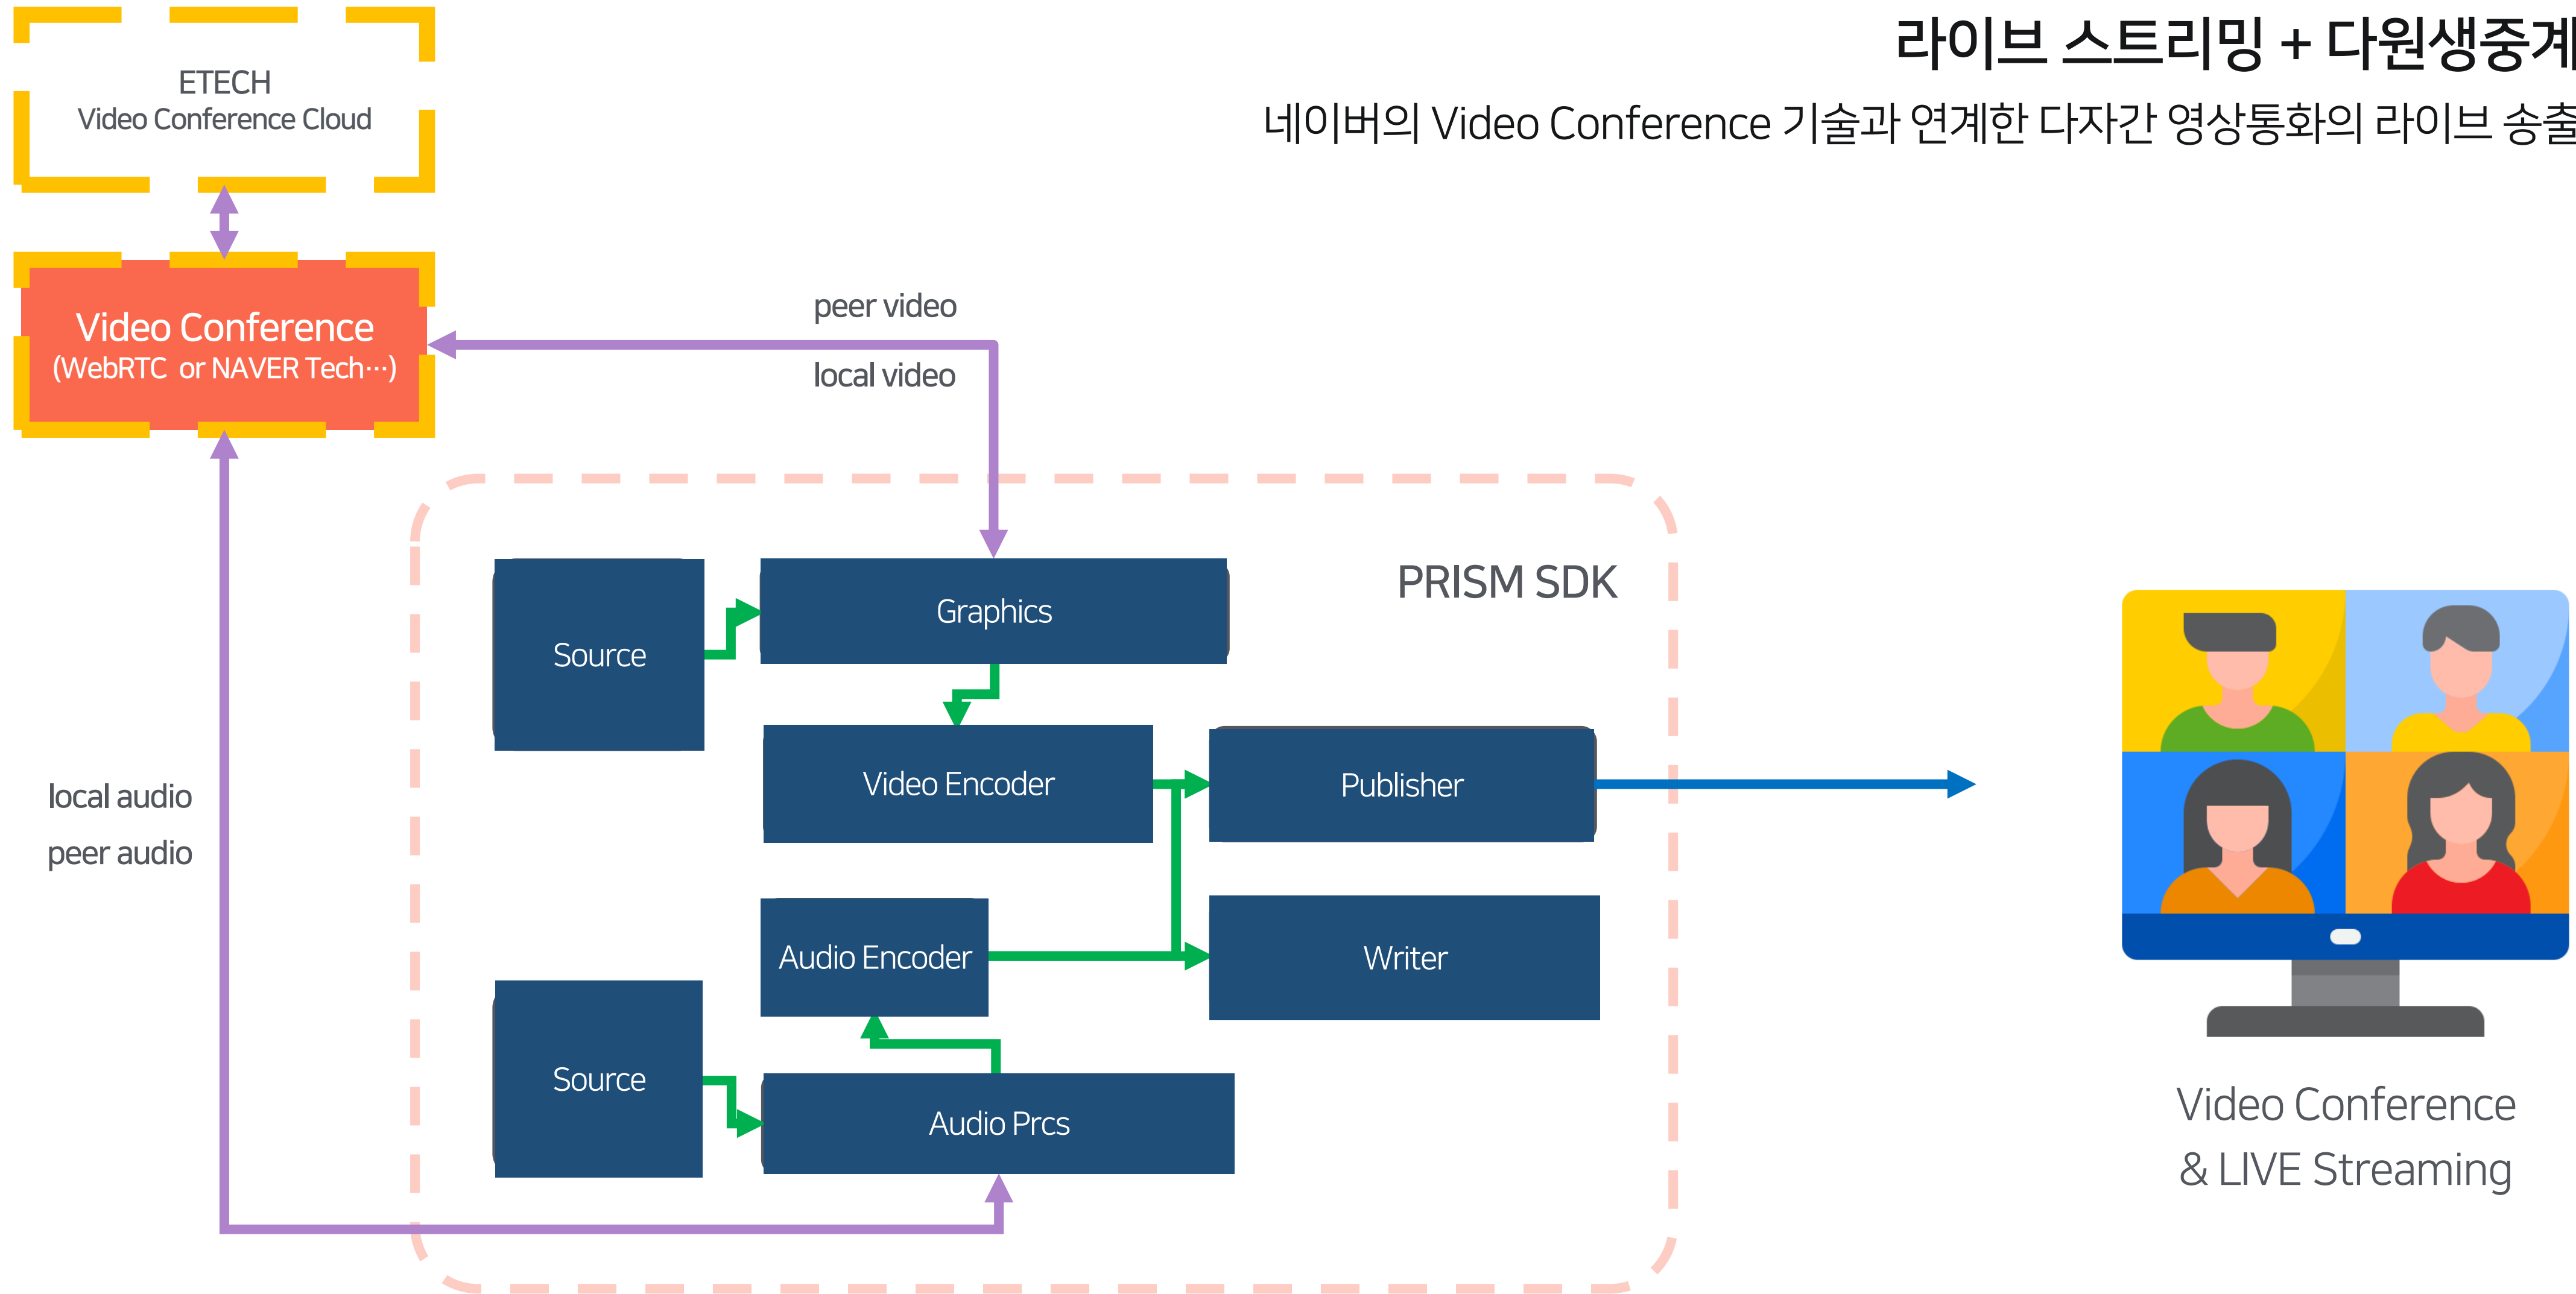 라이브 스트리밍 + 다원생중계
네이버의 Video Conference 기술과 연계한 다자간 영상통화의 라이브 송출
ETECH
Video Conference Cloud
Video Conference
(WebRTC or NAVER Tech…)
peer video
local video
PRISM SDK
Source
Graphics
Video Encoder
Publisher
local audio
peer audio
Audio Encoder
Writer
Source
Audio Prcs
Video Conference
& LIVE Streaming